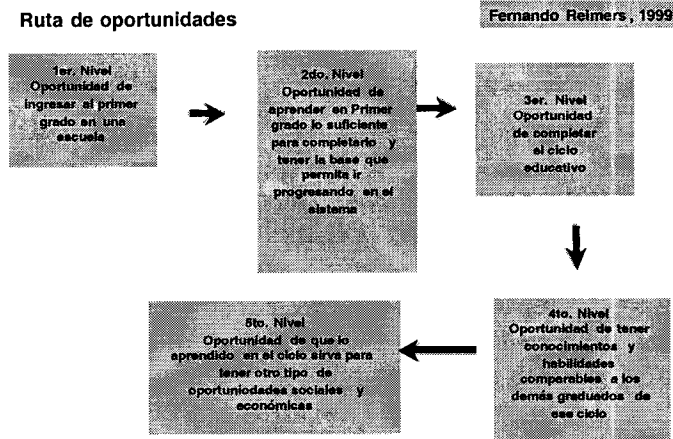 Ruta de oportunidades
Fernando Reimers, 1999
1er. Nivel
Oportunidad de
ingresar al primer
grado en una
escuela
2do. Nivel
Oportunidad de
aprender en Primer
grado lo suficiente
para completarlo y
tener la base que
permita ir
progresando en el
sistema
3er. Nivel
Oportunidad
de completar
el ciclo
educativo
4to. Nivel
Oportunidad de tener
conocimientos y
habilidades
comparables a los
demás graduados de
ese ciclo
5to. Nivel
Oportunidad de que lo
aprendido en el ciclo sirva para
tener otro tipo de
oportuniodades sociales y
económicas